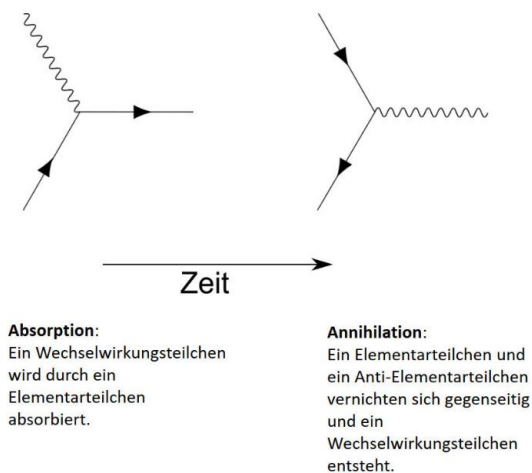 Zeit
Absorption:
Ein Wechselwirkungsteilchen
wird durch ein
Elementarteilchen
absorbiert.
Annihilation:
Ein Elementarteilchen und
ein Anti-Elementarteilchen
vernichten sich gegenseitig
und ein
Wechselwirkungsteilchen
entsteht.